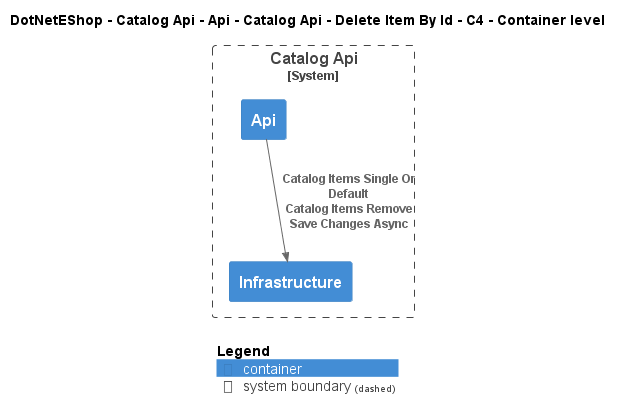 DotNetEShop - Catalog Api - Api - Catalog Api - Delete Item By Id - C4 - Container level
Catalog Api
[System]
Api
Catalog Items Single Or
Default
Catalog Items Remove
Save Changes Async
Infrastructure
Legend
container
system boundary (dashed)